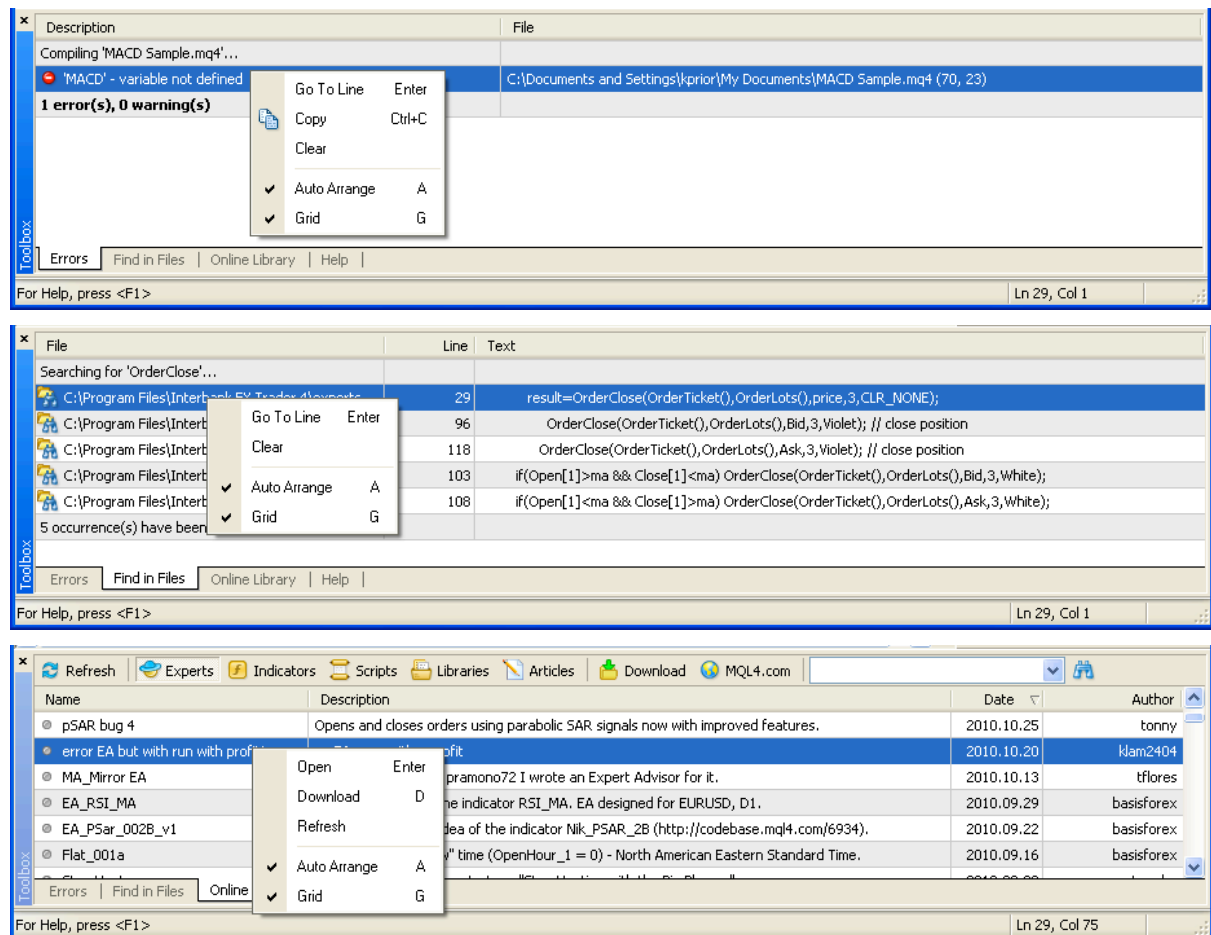 Description File
Compiling 'MACD Sample.mq4'...
'MACD' - variable not defined C:\Documents and Settings\kprior\My Documents\MACD Sample.mq4 (70, 23)
1 error(s), 0 warning(s)
Go To Line Enter
Copy Ctrl+C
Clear
Auto Arrange A
Grid G
Toolbox
Errors | Find in Files | Online Library | Help |
For Help, press <F1> Ln 29, Col 1
File Line Text
Searching for 'OrderClose'...
C:\Program Files\Interbank FX Trader 4\experts 29 result=OrderClose(OrderTicket(),OrderLots(),price,3,CLR_NONE);
C:\Program Files\Interb 96 OrderClose(OrderTicket(),OrderLots(),Bid,3,Violet); // close position
C:\Program Files\Interb 118 OrderClose(OrderTicket(),OrderLots(),Ask,3,Violet); // close position
C:\Program Files\Interb 103 if(Open[1]>ma && Close[1]<ma) OrderClose(OrderTicket(),OrderLots(),Bid,3,White);
C:\Program Files\Interb 108 if(Open[1]<ma && Close[1]>ma) OrderClose(OrderTicket(),OrderLots(),Ask,3,White);
5 occurrence(s) have been
Go To Line Enter
Clear
Auto Arrange A
Grid G
Toolbox
Errors Find in Files Online Library | Help |
For Help, press <F1> Ln 29, Col 1
Refresh Experts Indicators Scripts Libraries Articles Download MQL4.com
Name Description Date Author
pSAR bug 4 Opens and closes orders using parabolic SAR signals now with improved features. 2010.10.25 tonny
error EA but with run with profit 2010.10.20 klam2404
MA_Mirror EA pramono72 I wrote an Expert Advisor for it. 2010.10.13 tflores
EA_RSI_MA he indicator RSI_MA. EA designed for EURUSD, D1. 2010.09.29 basisforex
EA_PSar_002B_v1 dea of the indicator Nik_PSAR_2B (http://codebase.mql4.com/6934). 2010.09.22 basisforex
Flat_001a " time (OpenHour_1 = 0) - North American Eastern Standard Time. 2010.09.16 basisforex
Open Enter
Download D
Refresh
Auto Arrange A
Grid G
Toolbox
Errors | Find in Files Online
For Help, press <F1> Ln 29, Col 75